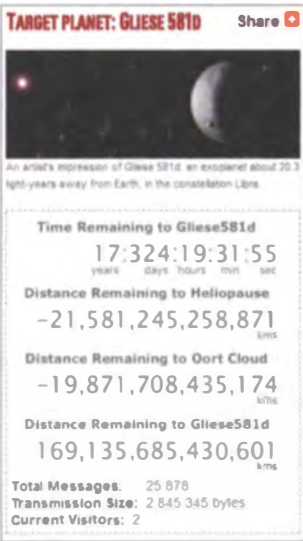 TARGET PLANET: GLIESE 581D
Share
An artist's impression of Gliese 581d, an exoplanet about 20.3
light-years away from Earth, in the constellation Libra.
Time Remaining to Gliese581d
17:324:19:31:55
years days hours min sec
Distance Remaining to Heliopause
-21,581,245,258,871
kms
Distance Remaining to Oort Cloud
-19,871,708,435,174
kms
Distance Remaining to Gliese581d
169,135,685,430,601
kms
Total Messages: 25 878
Transmission Size: 2 845 345 bytes
Current Visitors: 2